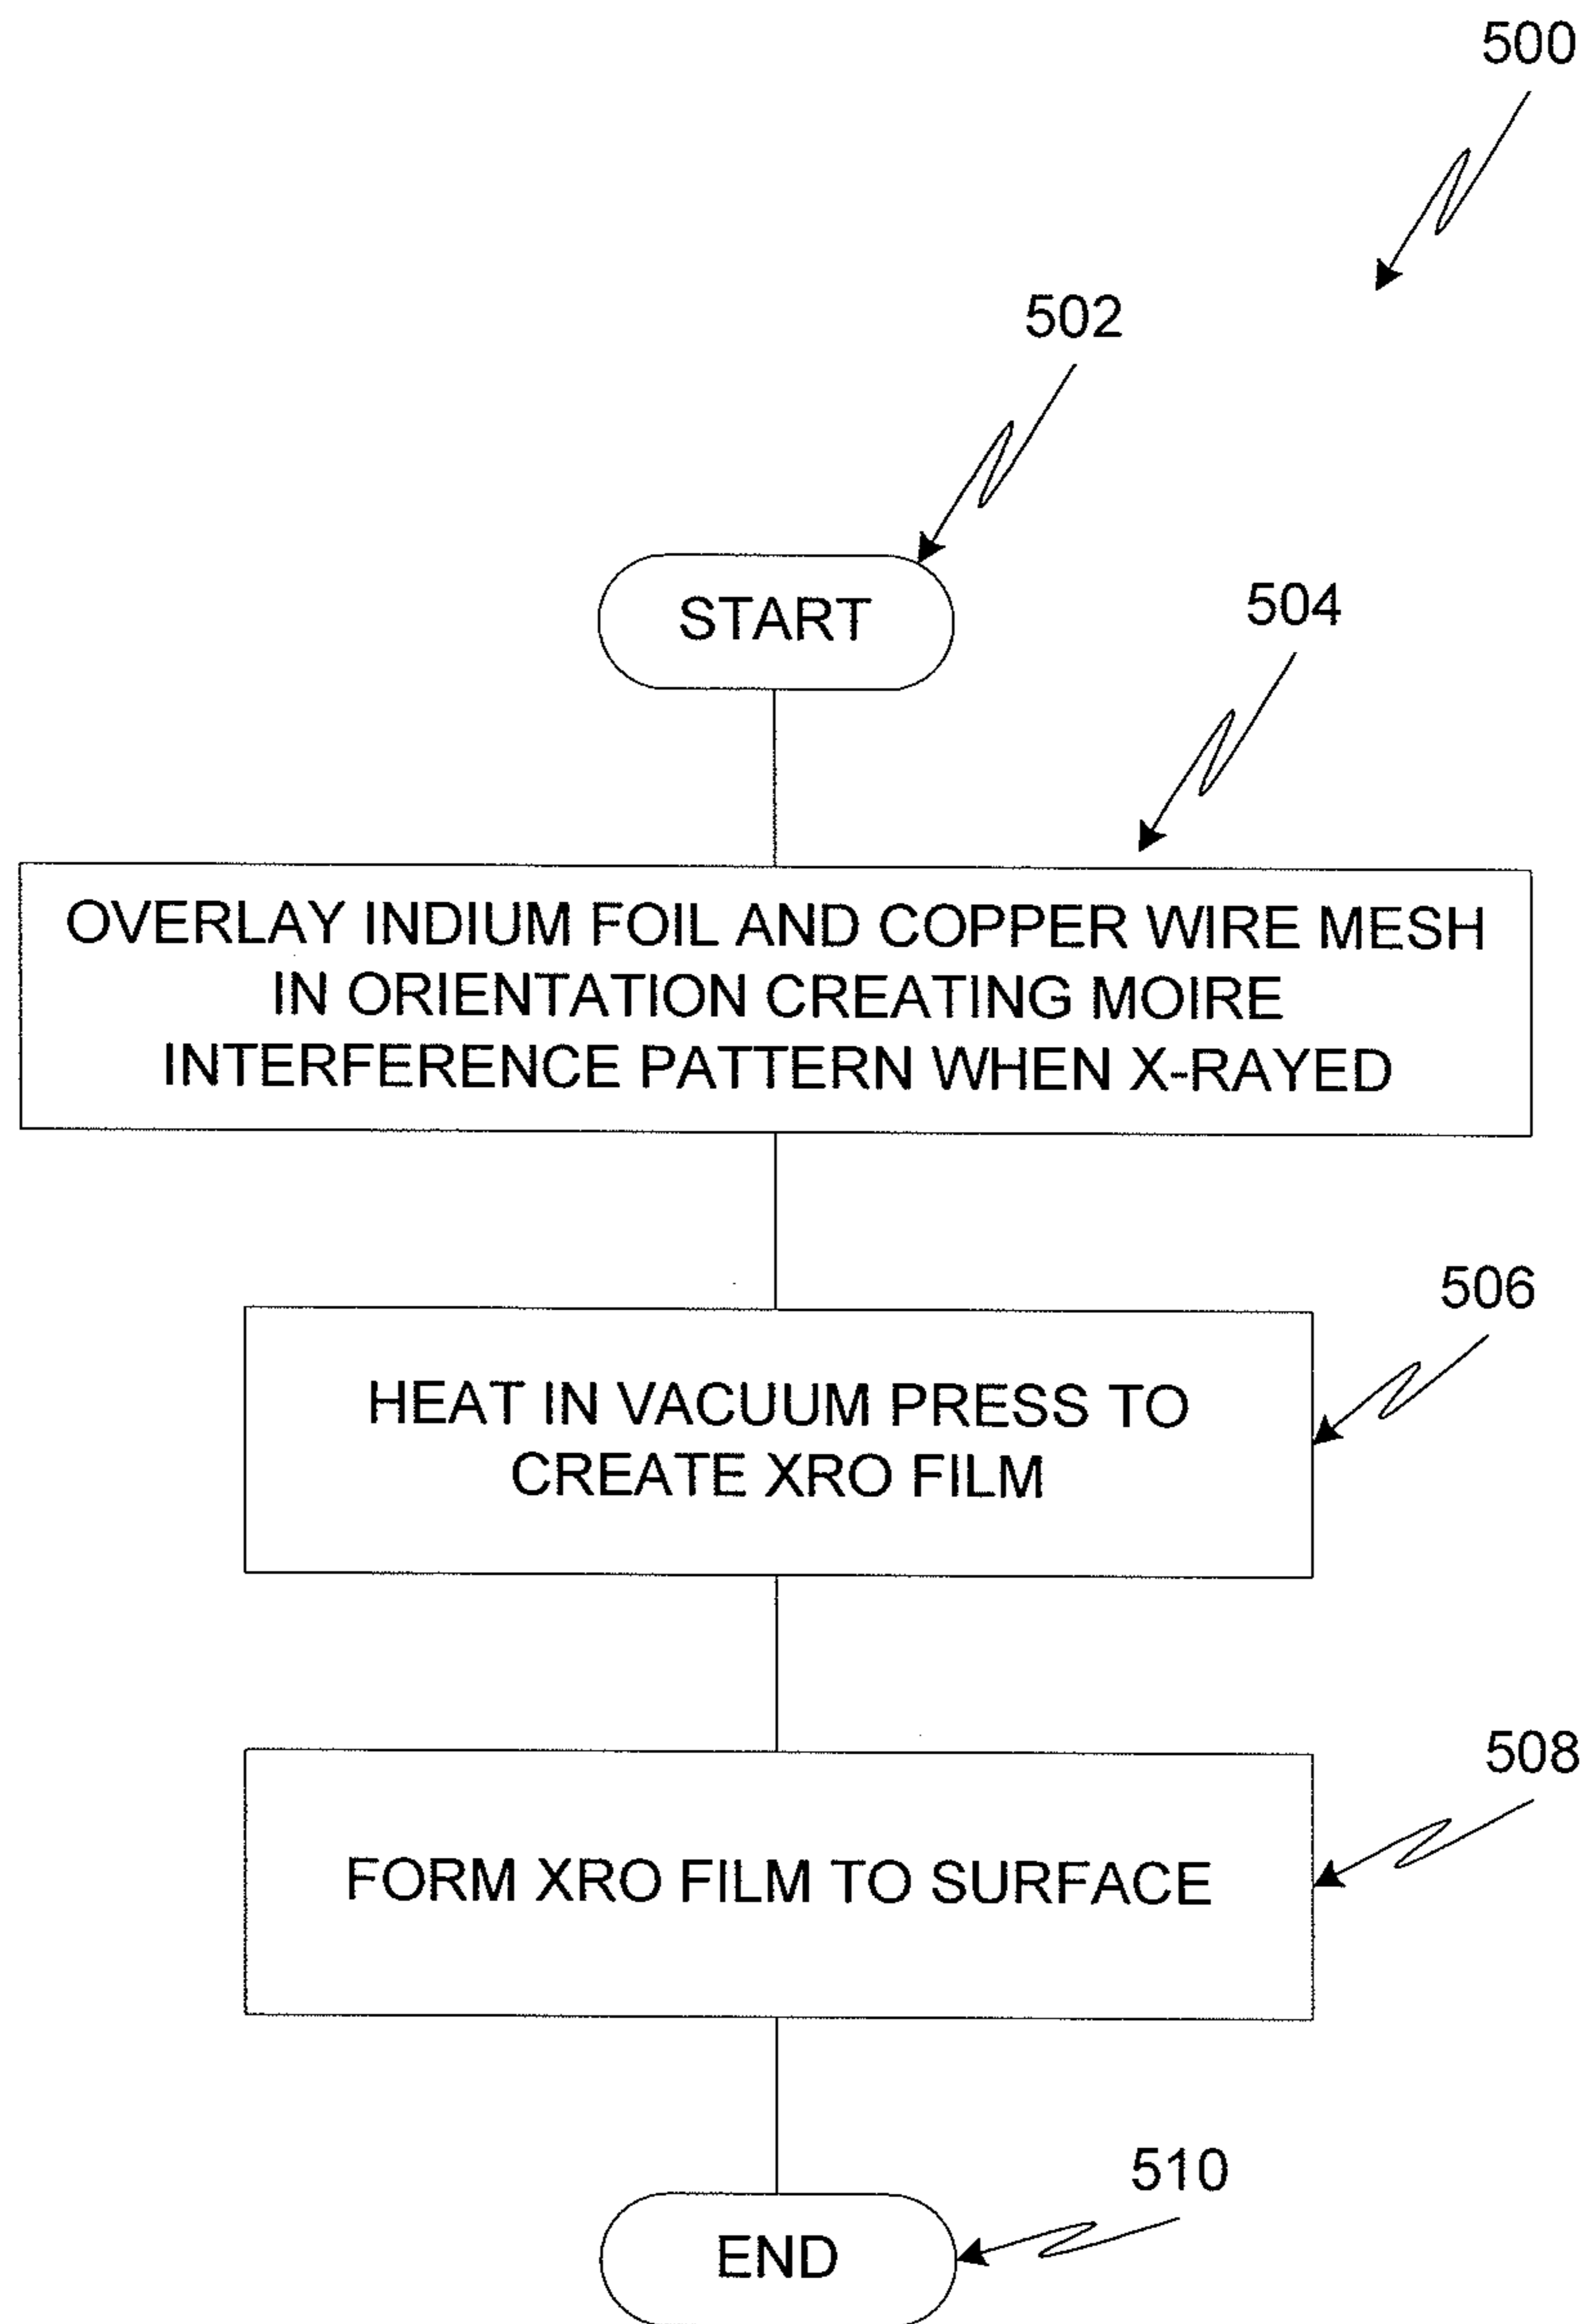 500
502
START
504
OVERLAY INDIUM FOIL AND COPPER WIRE MESH
IN ORIENTATION CREATING MOIRE
INTERFERENCE PATTERN WHEN X-RAYED
506
HEAT IN VACUUM PRESS TO
CREATE XRO FILM
508
FORM XRO FILM TO SURFACE
510
END